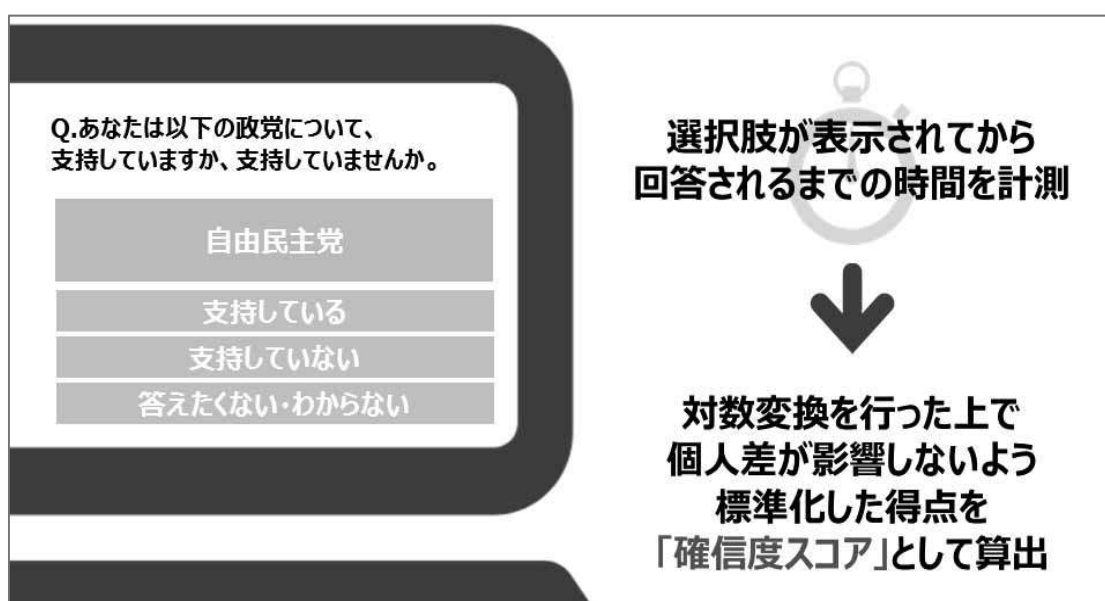 Q.あなたは以下の政党について、
支持していますか、支持していませんか。
自由民主党
支持している
支持していない
答えたくない・わからない
選択肢が表示されてから
回答されるまでの時間を計測
対数変換を行った上で
個人差が影響しないよう
標準化した得点を
「確信度スコア」として算出